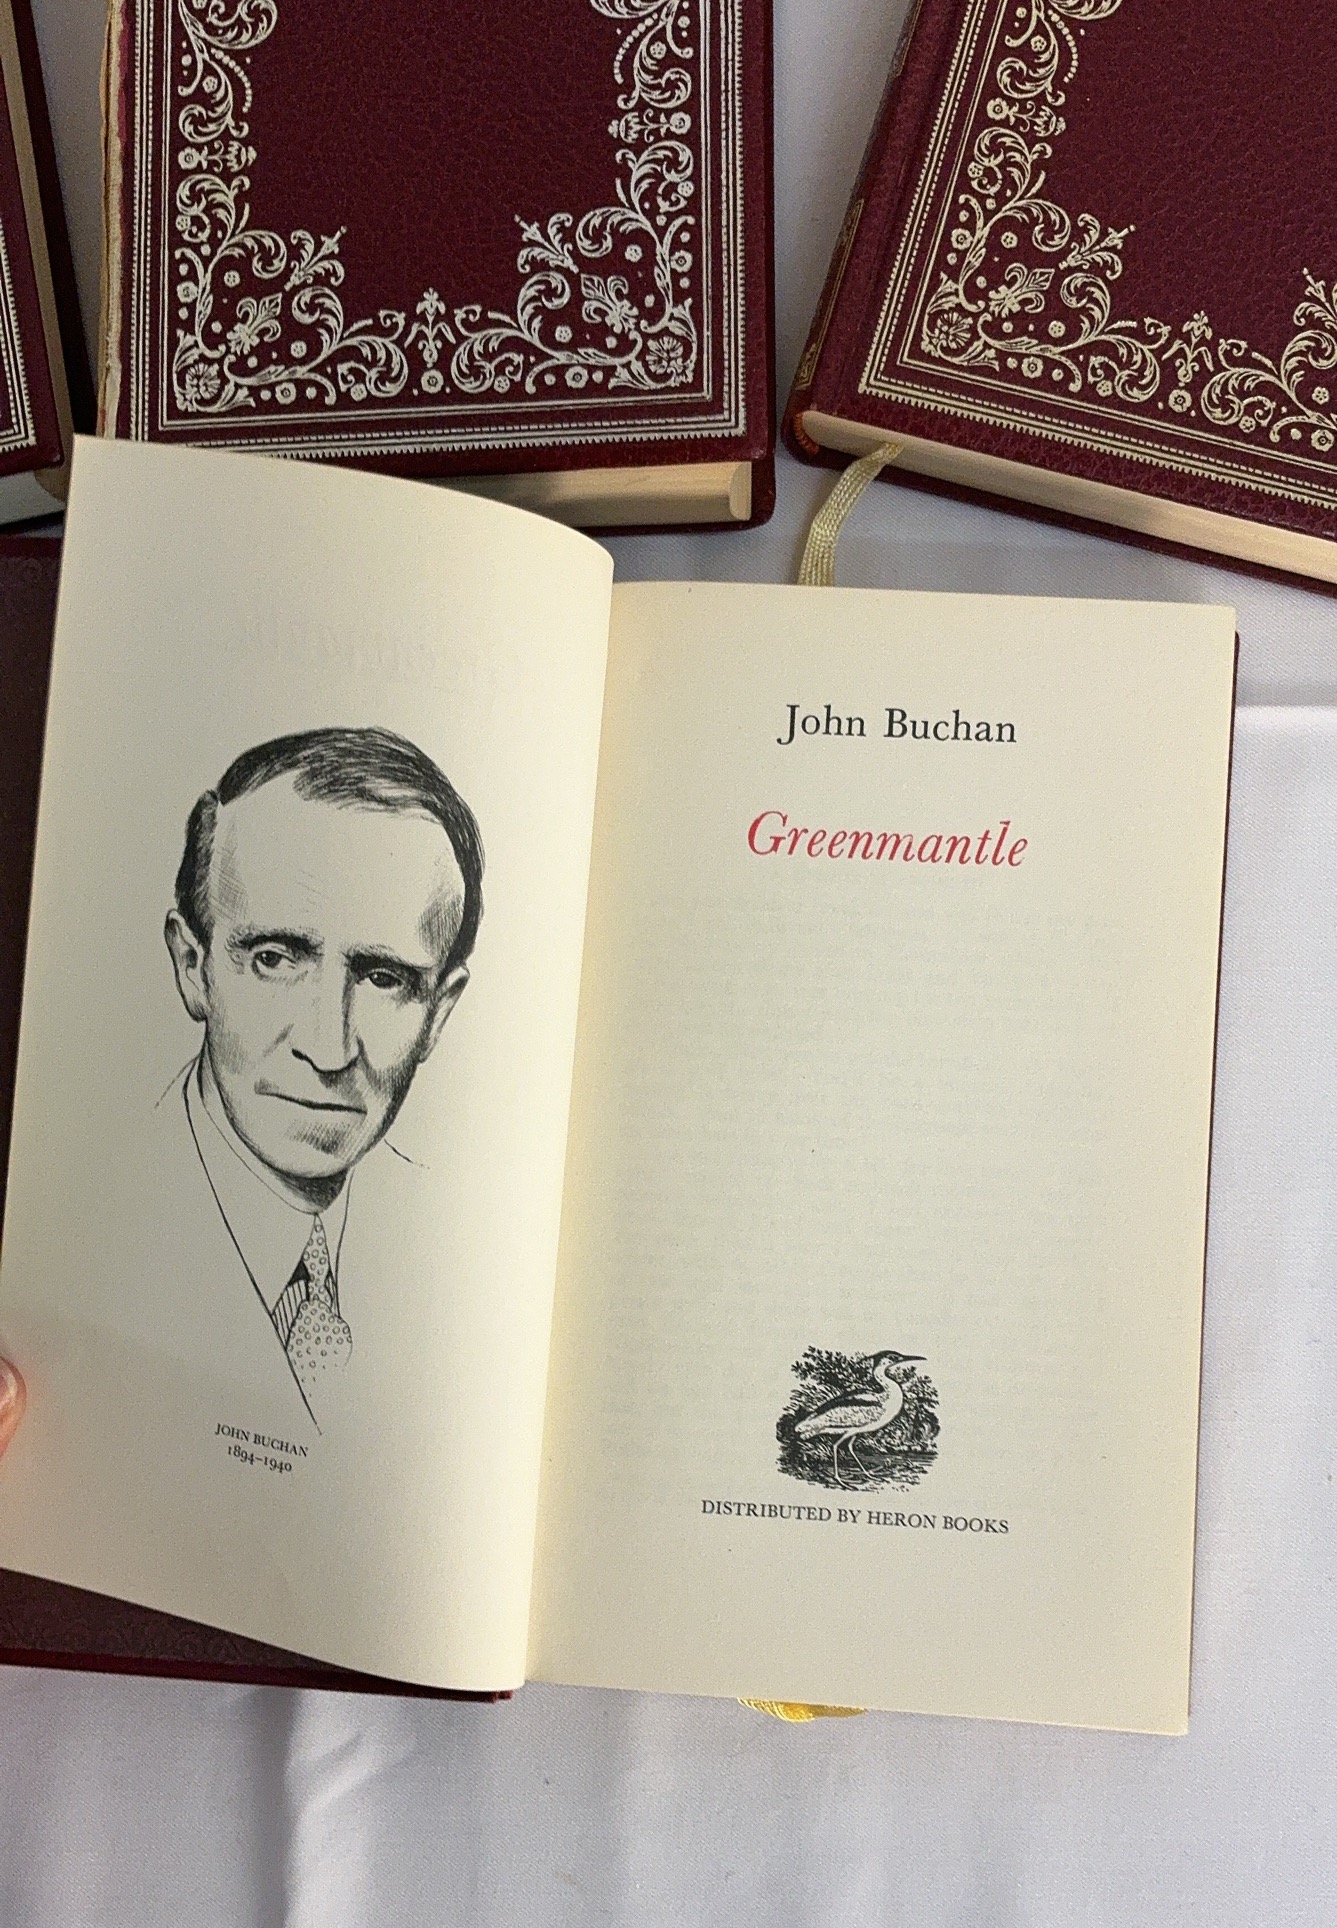 JOHN BUCHAN
1894–1940
John Buchan
Greenmantle
DISTRIBUTED BY HERON BOOKS